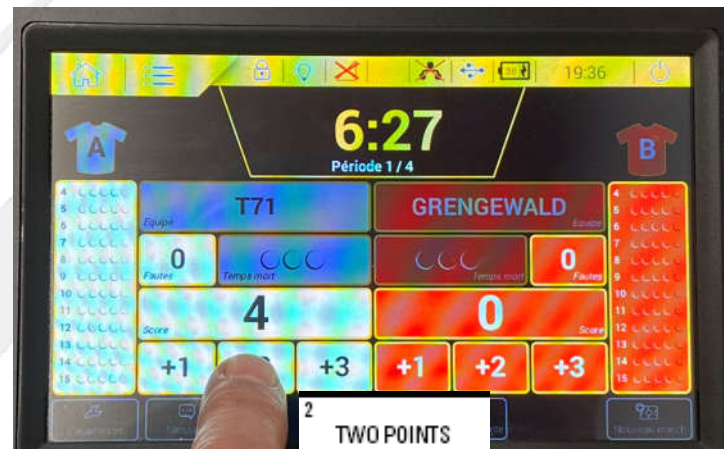 19:36
6:27
Période 1/4
A
B
T71
Equipe
GRENGEWALD
Equipe
4
5
6
7
8
9
10
11
12
13
14
15
0
Fautes
Temps mort
Temps mort
0
Fautes
4
5
6
7
8
9
10
11
12
13
14
15
4
Score
0
Score
+1
+3
+1
+2
+3
2
TWO POINTS
Nouveau match